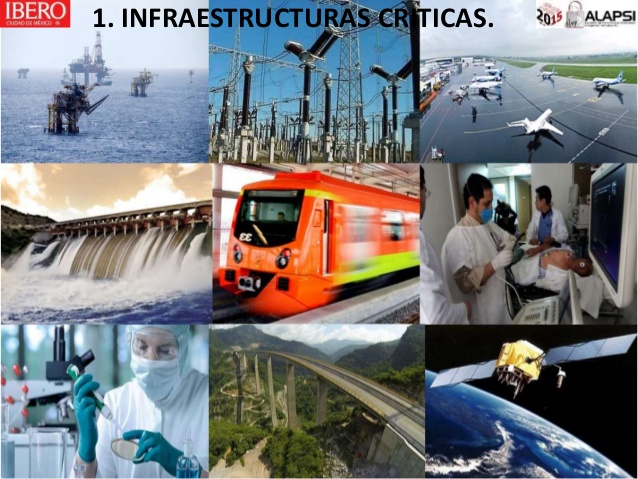 IBERO
CIUDAD DE MÉXICO ®
1. INFRAESTRUCTURAS CRITICAS.
2015
ALAPSI